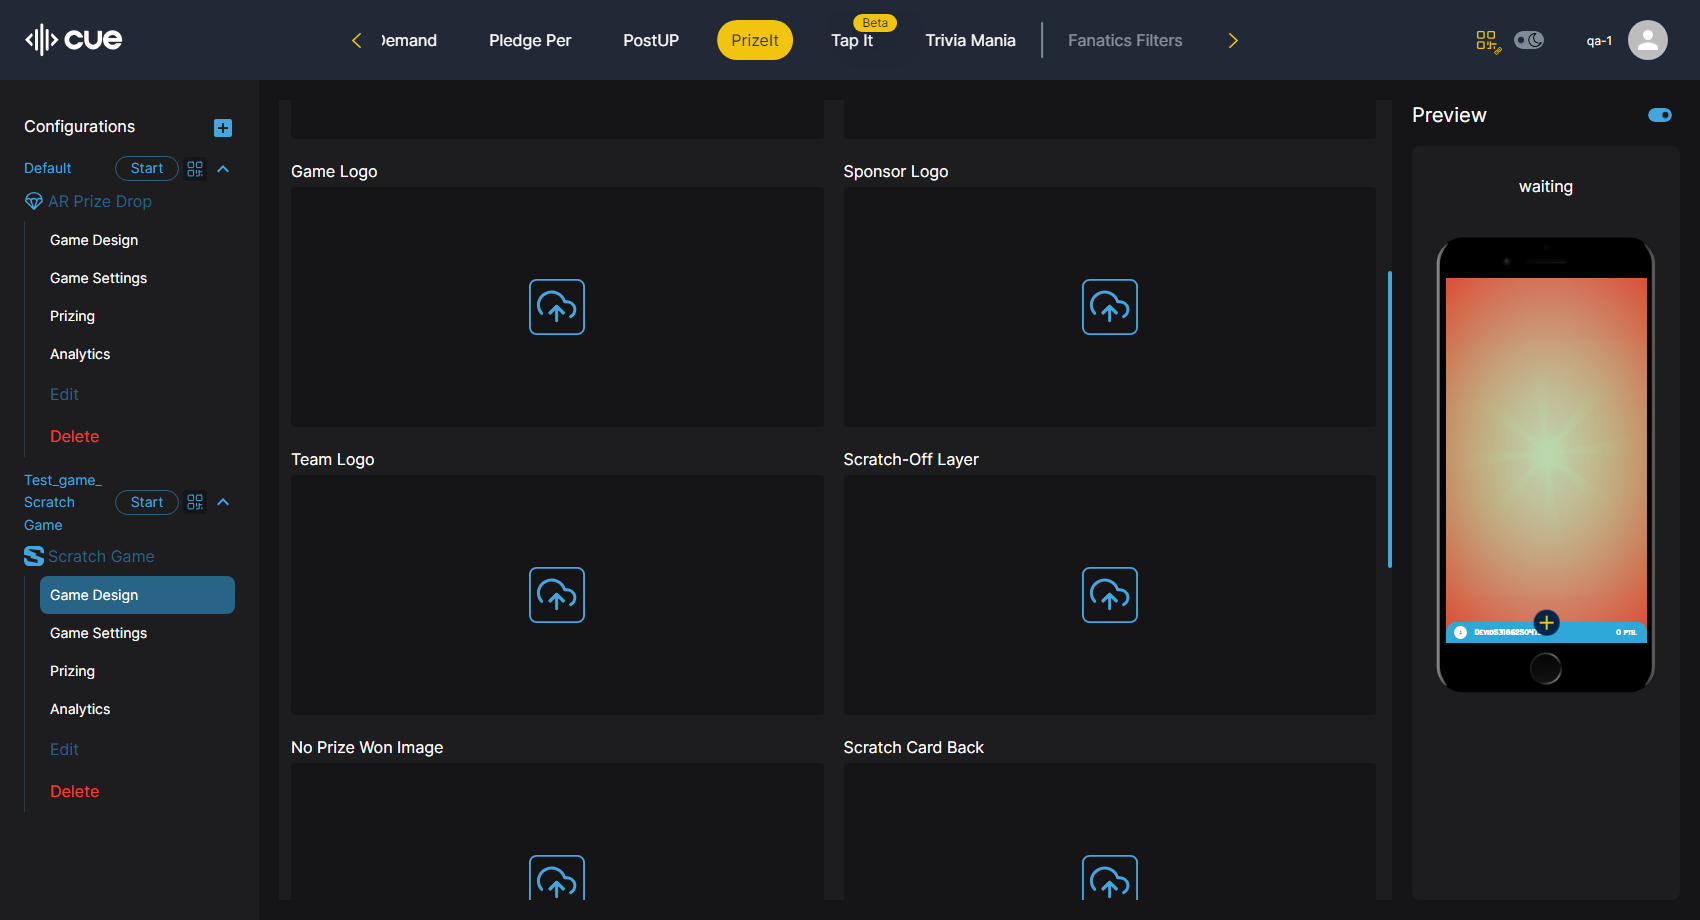 cue
Demand
Pledge Per
PostUP
PrizeIt
Beta
Tap It
Trivia Mania
Fanatics Filters
qa-1
Configurations
Default
Start
AR Prize Drop
Game Design
Game Settings
Prizing
Analytics
Edit
Delete
Test_game_
Scratch
Game
Start
Scratch Game
Game Design
Game Settings
Prizing
Analytics
Edit
Delete
Game Logo
Sponsor Logo
Team Logo
Scratch-Off Layer
No Prize Won Image
Scratch Card Back
Preview
waiting
0 PTS.